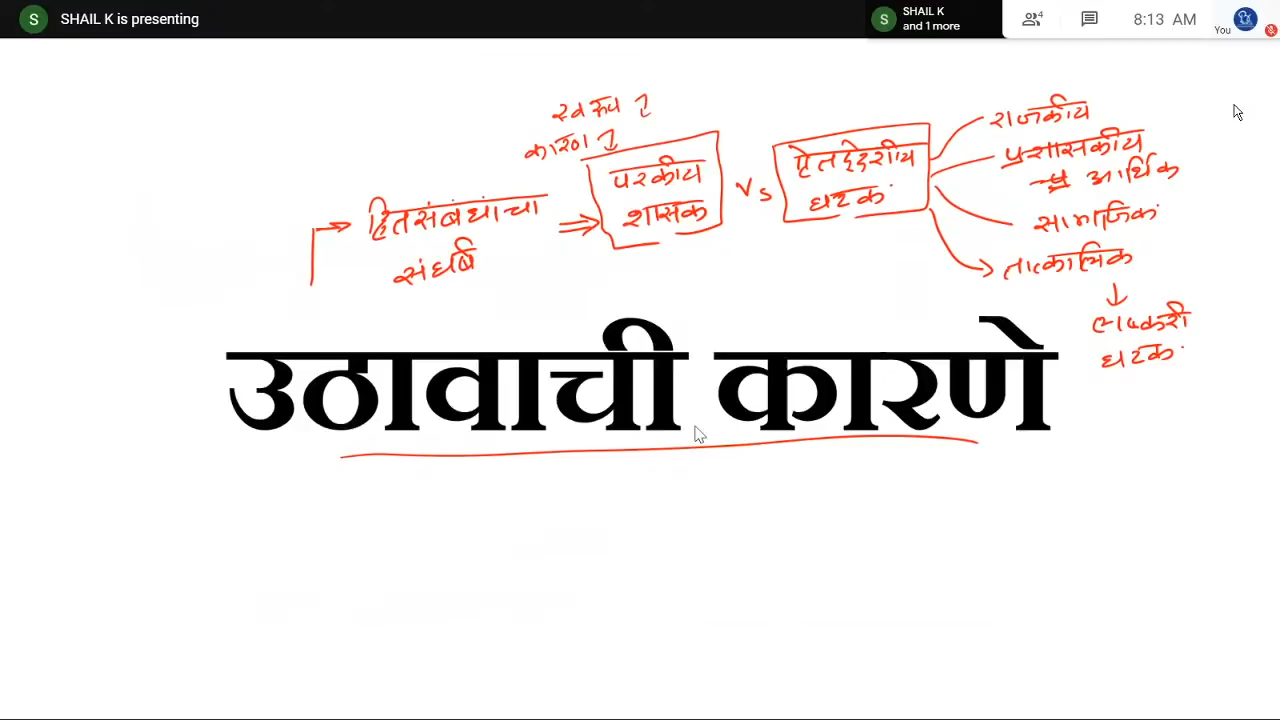 S SHAIL K is presenting
S SHAIL K
and 1 more
4
8:13 AM
You
स्वरूप ?
कारण ?
हितसंबंधांचा
संघर्ष
परकीय
शासक
Vs
घटक
राजकीय
प्रशासकीय
आर्थिक
सामाजिक
तात्कालिक
लष्करी
घटक
उठावाची कारणे